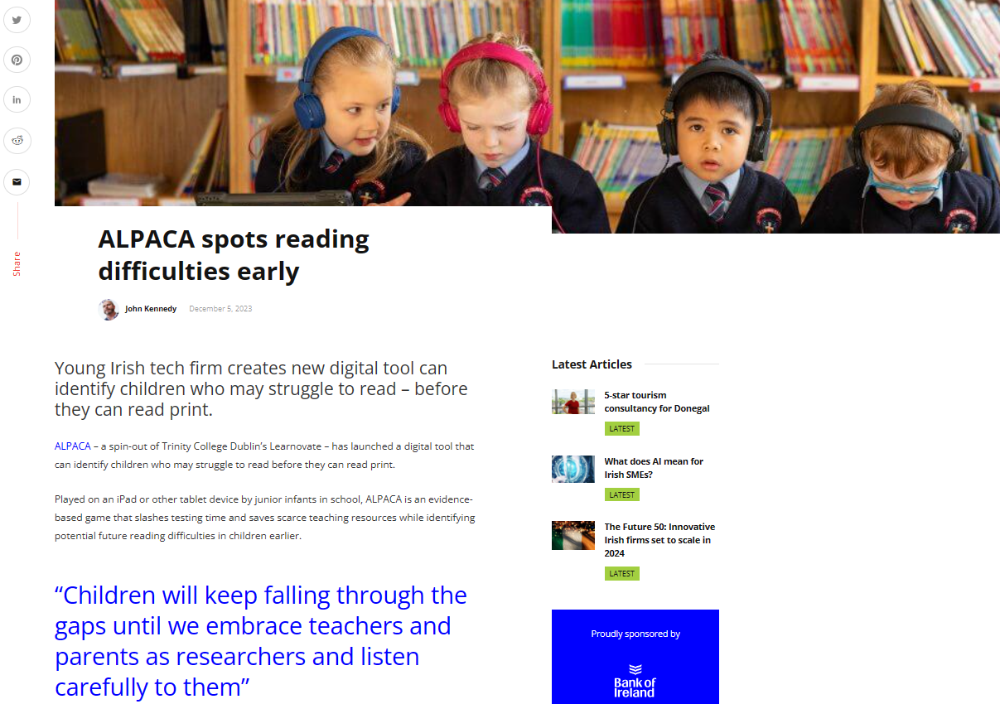 Share
ALPACA spots reading
difficulties early
John Kennedy December 5, 2023
Young Irish tech firm creates new digital tool can
identify children who may struggle to read – before
they can read print.
ALPACA – a spin-out of Trinity College Dublin’s Learnovate – has launched a digital tool that
can identify children who may struggle to read before they can read print.
Played on an iPad or other tablet device by junior infants in school, ALPACA is an evidence-
based game that slashes testing time and saves scarce teaching resources while identifying
potential future reading difficulties in children earlier.
“Children will keep falling through the
gaps until we embrace teachers and
parents as researchers and listen
carefully to them”
Latest Articles
5-star tourism
consultancy for Donegal
LATEST
What does AI mean for
Irish SMEs?
LATEST
The Future 50: Innovative
Irish firms set to scale in
2024
LATEST
Proudly sponsored by
Bank of
Ireland